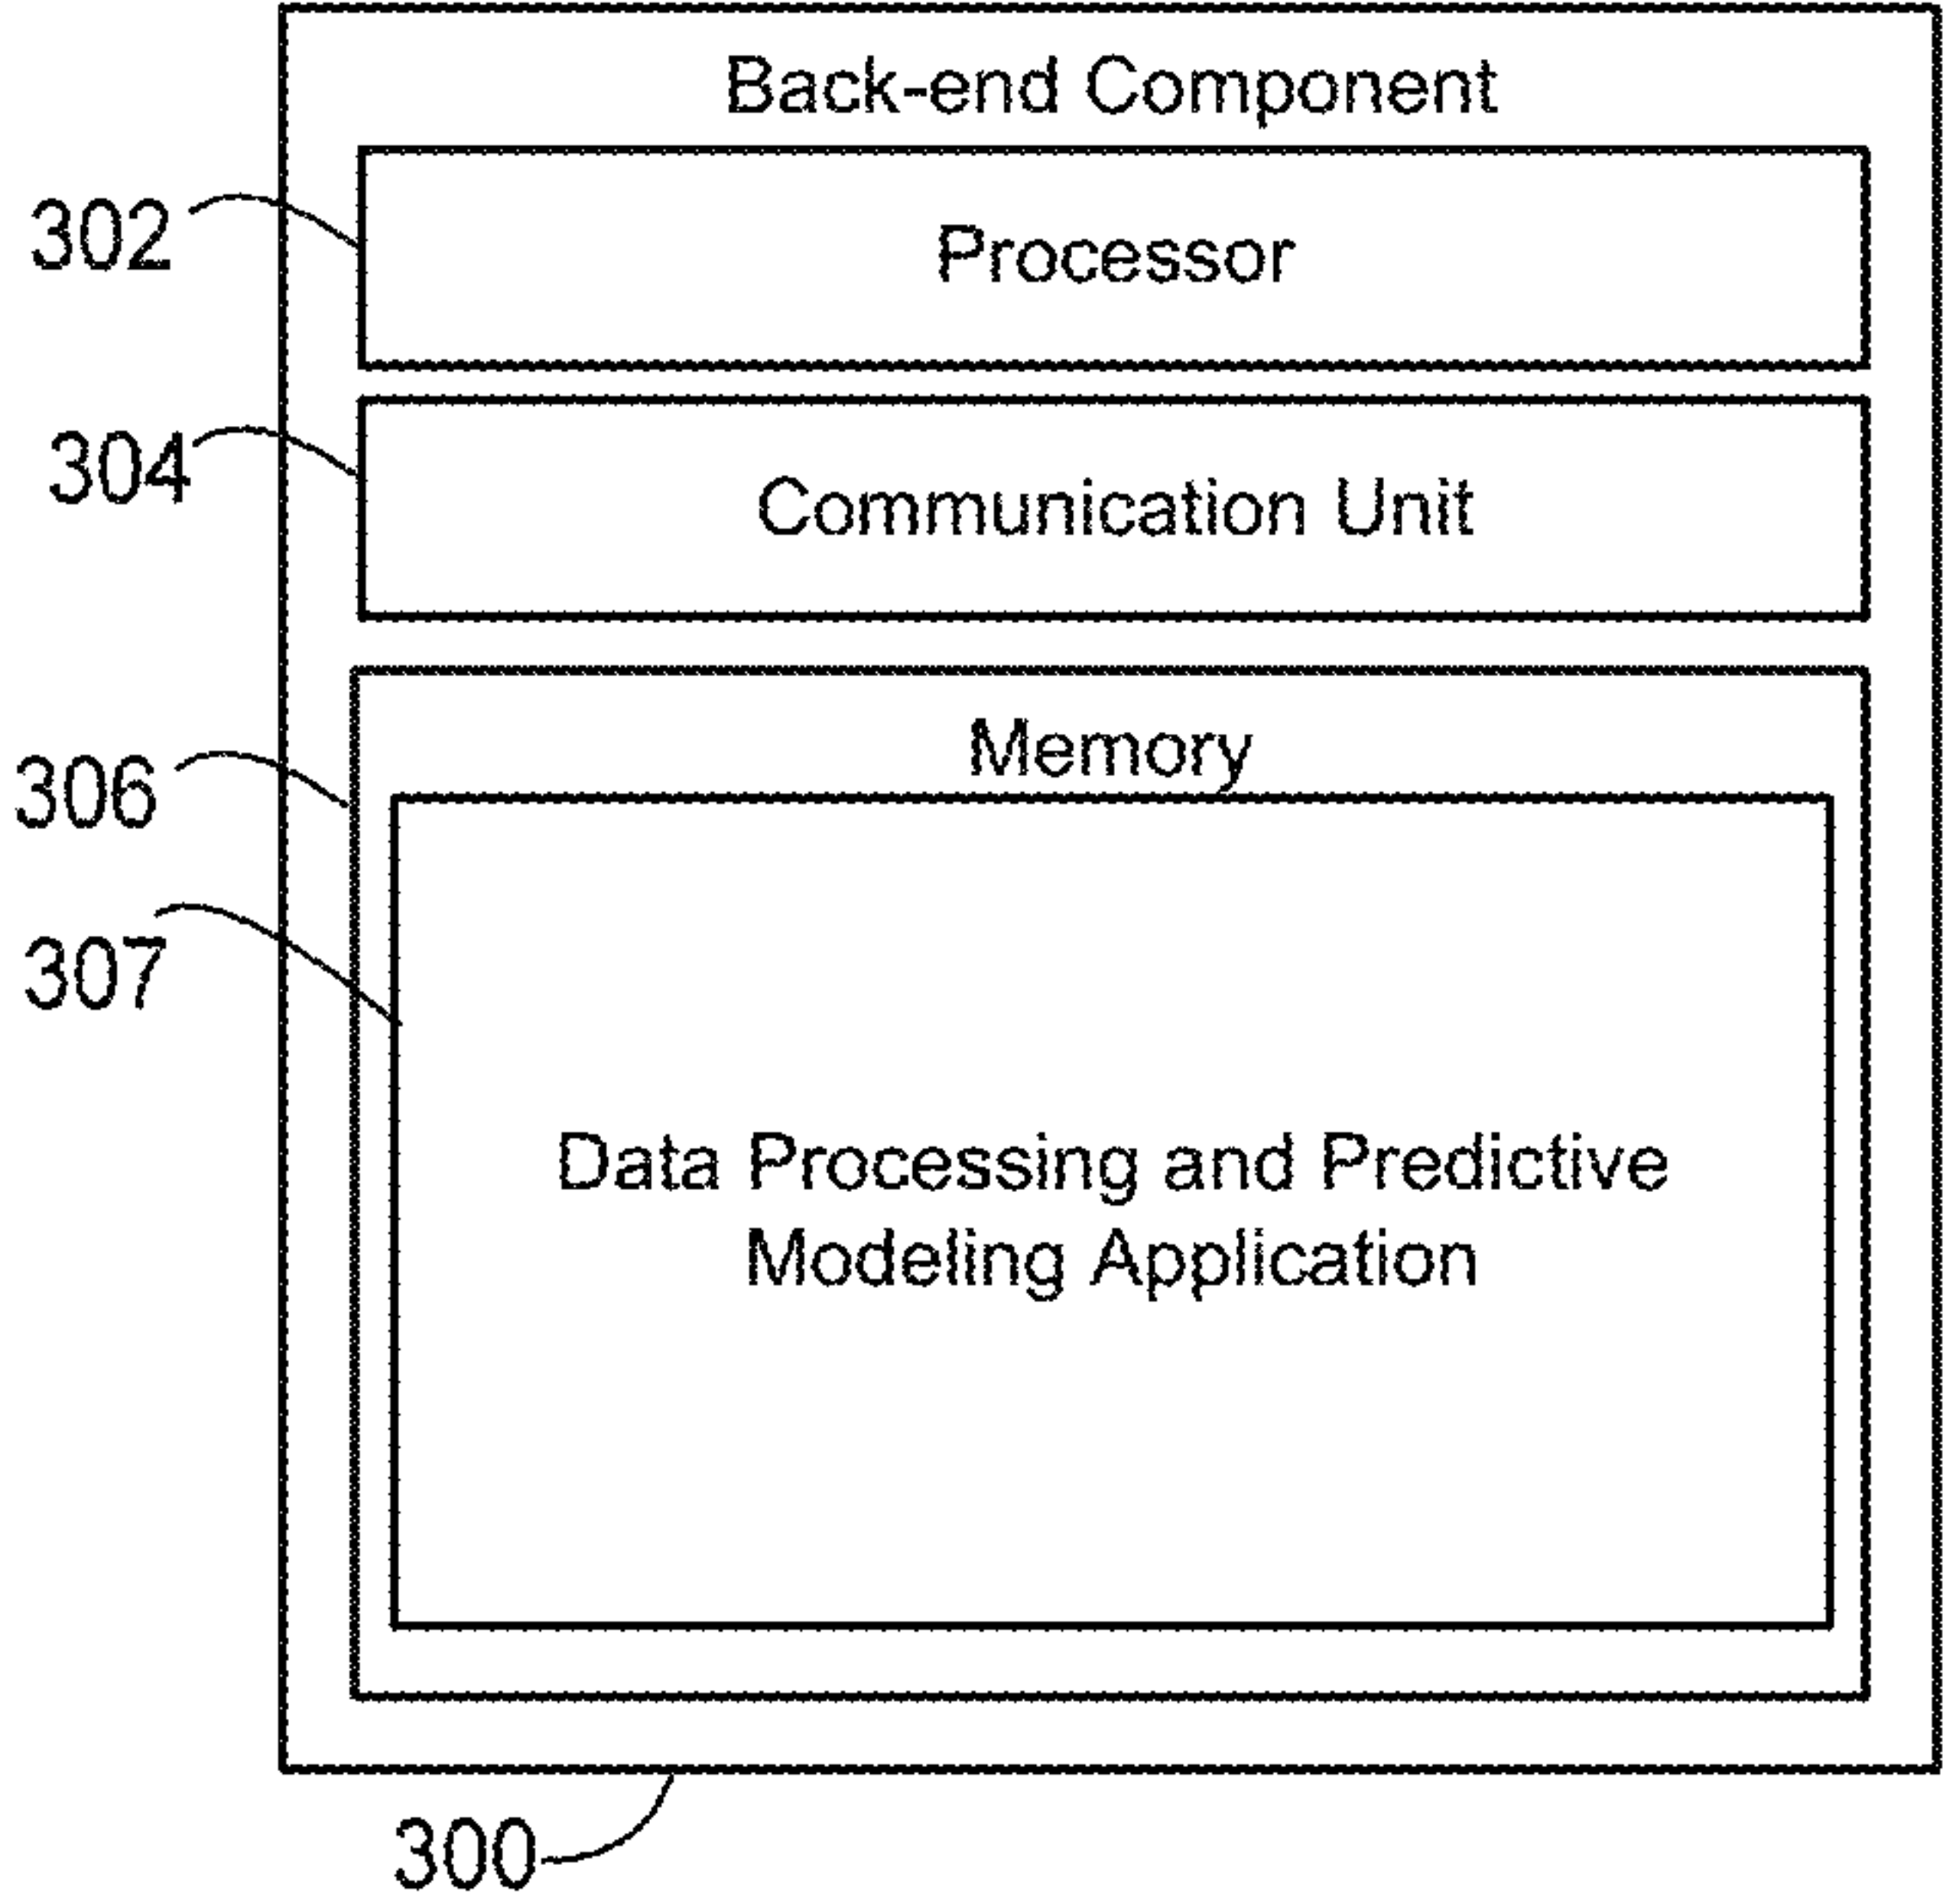 Back-end Component
302
Processor
304
Communication Unit
306
Memory
307
Data Processing and Predictive
Modeling Application
300